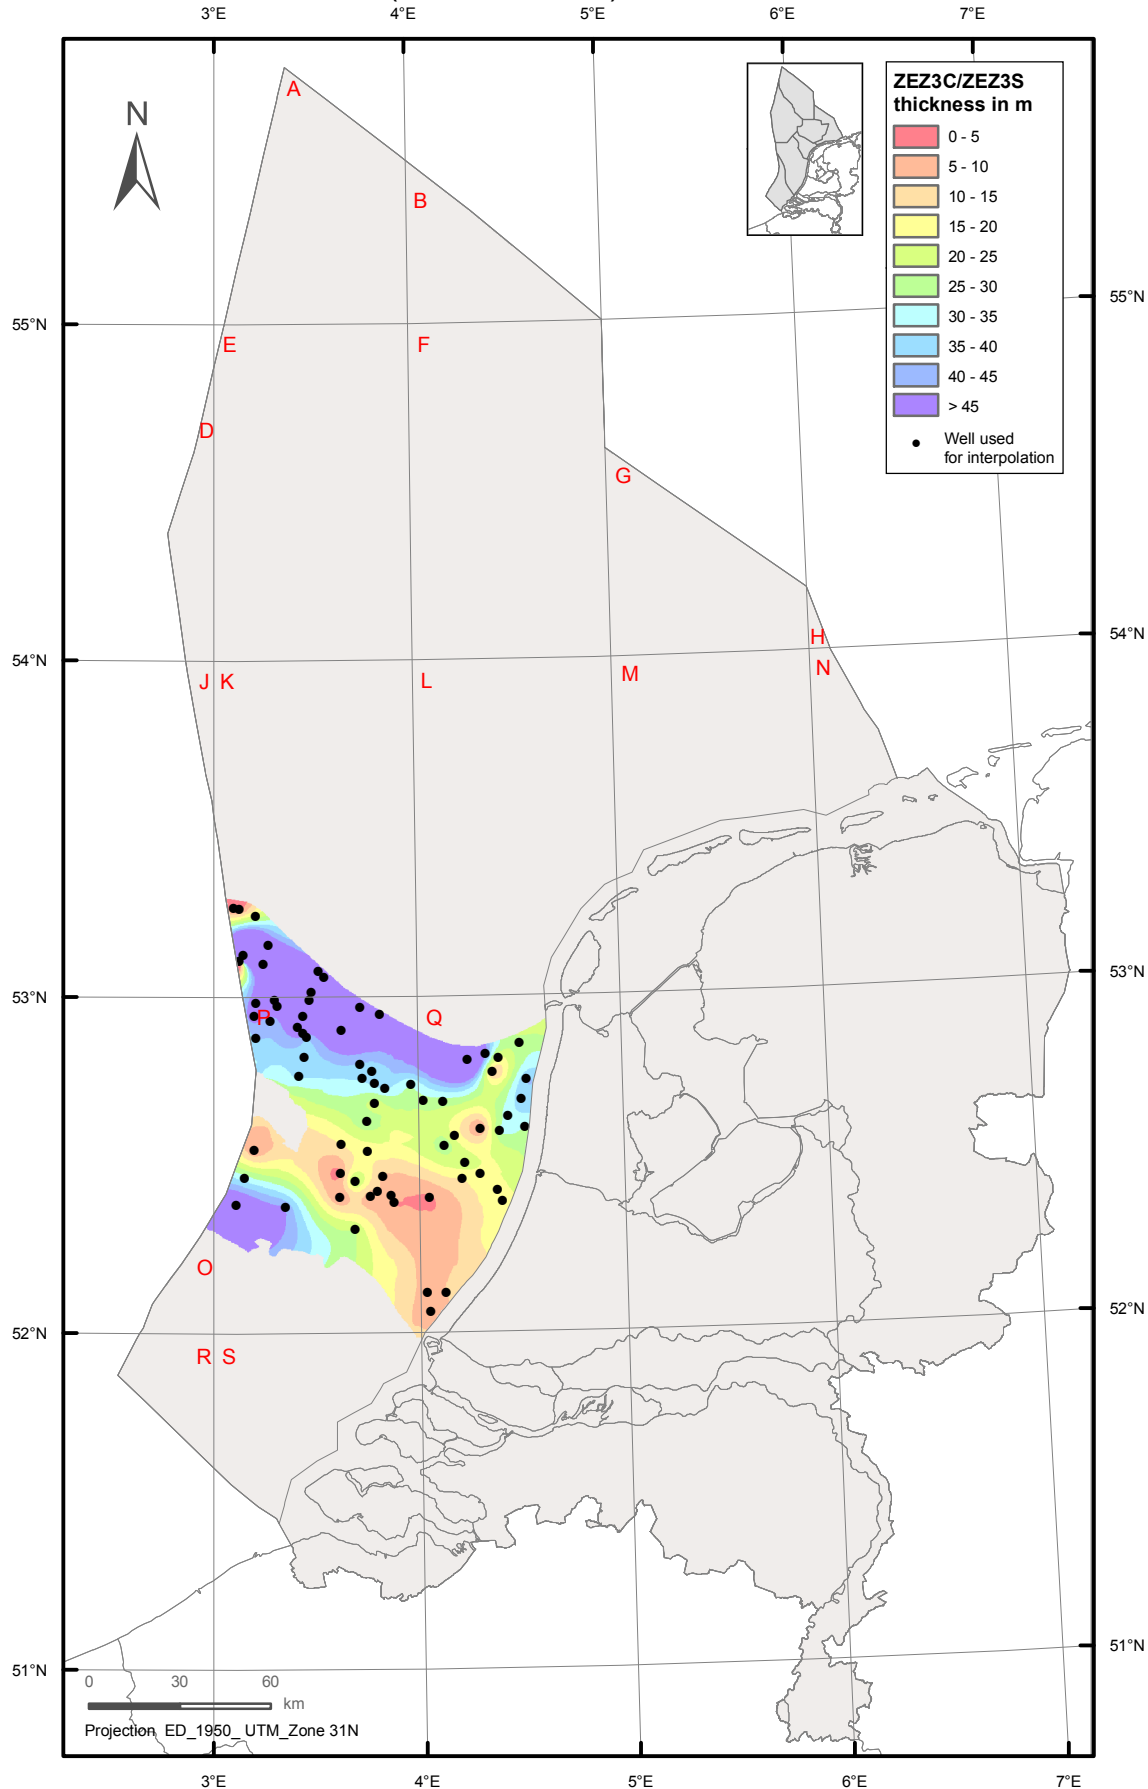 3°E 4°E 5°E 6°E 7°E
N
ZEZ3C/ZEZ3S
thickness in m
0 - 5
5 - 10
10 - 15
15 - 20
20 - 25
25 - 30
30 - 35
35 - 40
40 - 45
> 45
Well used
for interpolation
A
B
55°N 55°N
E F
D
G
H
54°N 54°N
J K L M N
53°N 53°N
P Q
O
52°N 52°N
R S
51°N 51°N
0 30 60
km
Projection ED_1950_ UTM_Zone 31N
3°E 4°E 5°E 6°E 7°E